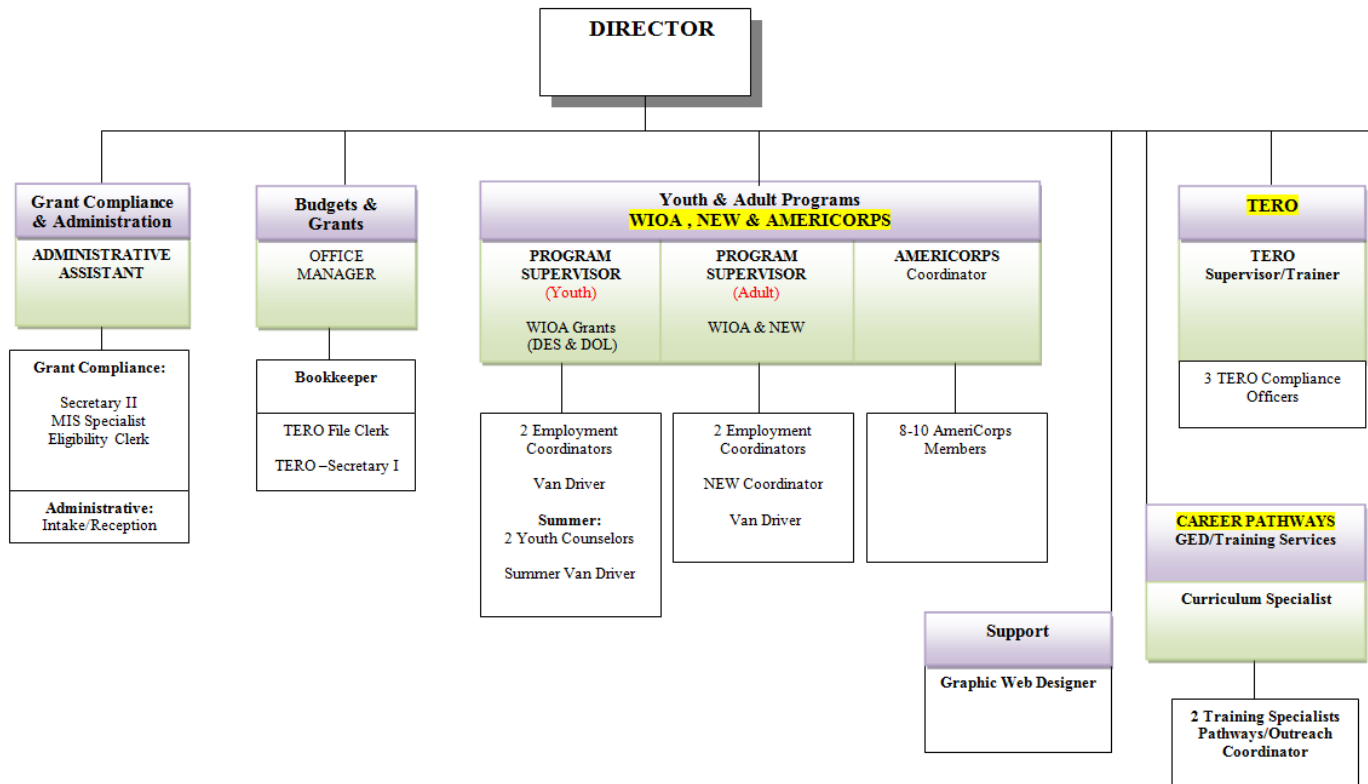 DIRECTOR
Grant Compliance
& Administration
ADMINISTRATIVE
ASSISTANT
Grant Compliance:
Secretary II
MIS Specialist
Eligibility Clerk
Administrative:
Intake/Reception
Budgets &
Grants
OFFICE
MANAGER
Bookkeeper
TERO File Clerk
TERO –Secretary I
Youth & Adult Programs
WIOA , NEW & AMERICORPS
PROGRAM
SUPERVISOR
(Youth)
WIOA Grants
(DES & DOL)
2 Employment
Coordinators
Van Driver
Summer:
2 Youth Counselors
Summer Van Driver
PROGRAM
SUPERVISOR
(Adult)
WIOA & NEW
2 Employment
Coordinators
NEW Coordinator
Van Driver
AMERICORPS
Coordinator
8-10 AmeriCorps
Members
Support
Graphic Web Designer
TERO
TERO
Supervisor/Trainer
3 TERO Compliance
Officers
CAREER PATHWAYS
GED/Training Services
Curriculum Specialist
2 Training Specialists
Pathways/Outreach
Coordinator